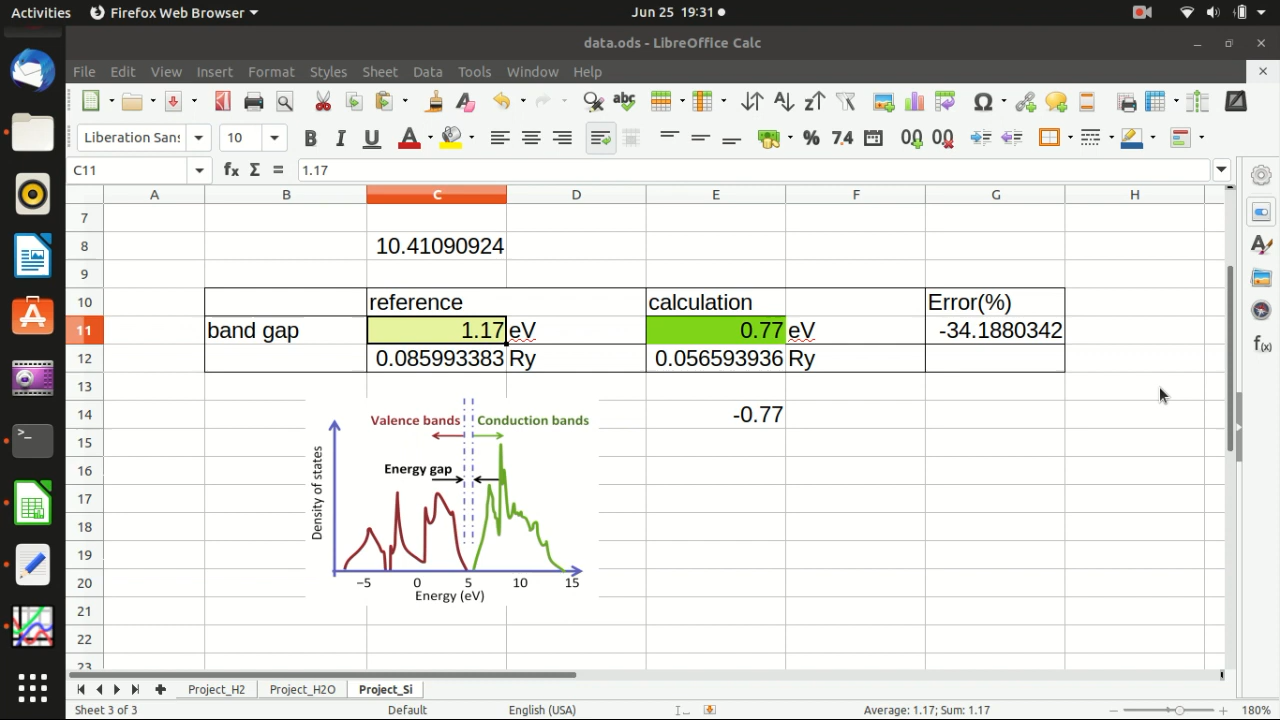 Activities Firefox Web Browser Jun 25 19:31
data.ods - LibreOffice Calc
File Edit View Insert Format Styles Sheet Data Tools Window Help
Liberation Sans 10
C11 1.17
A B C D E F G H
7
8 10.41090924
9
10 reference calculation Error(%)
11 band gap 1.17 eV 0.77 eV -34.1880342
12 0.085993383 Ry 0.056593936 Ry
13
14 -0.77
15
16
17
18
19
20
21
22
23
Valence bands Conduction bands
Energy gap
Density of states
−5 0 5 10 15
Energy (eV)
Project_H2 Project_H2O Project_Si
Sheet 3 of 3 Default English (USA) Average: 1.17; Sum: 1.17 180%